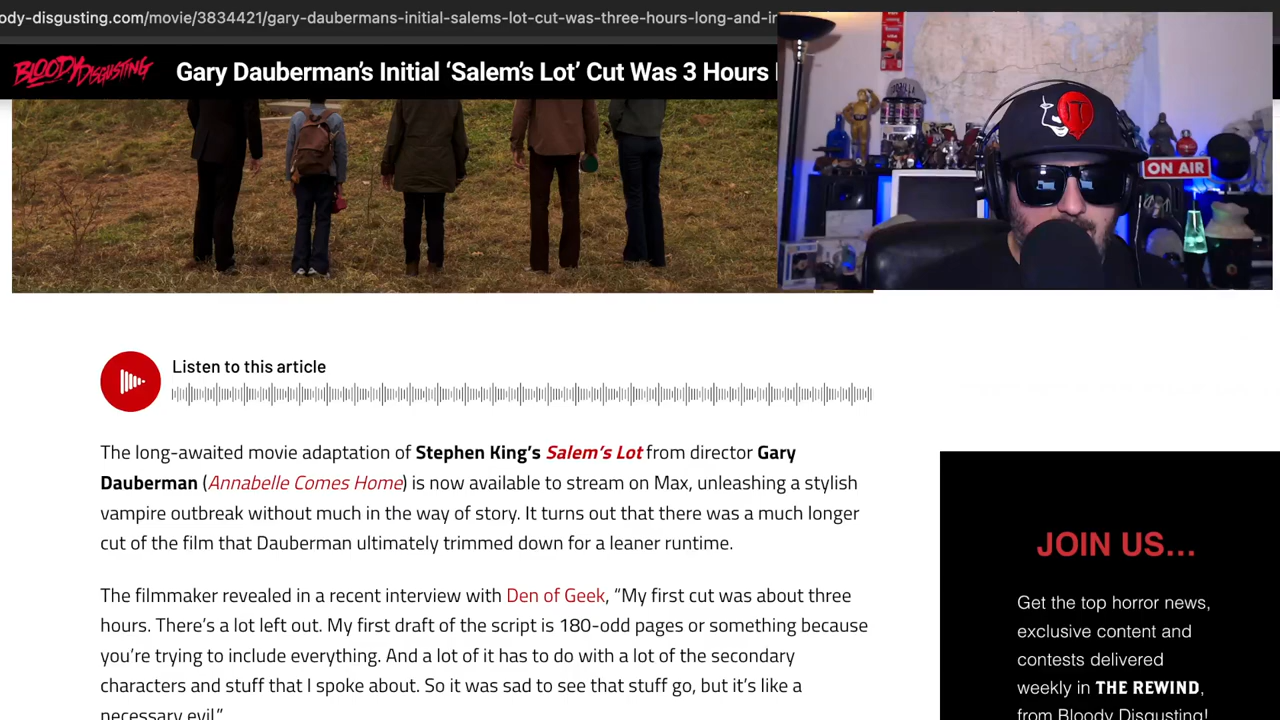 ody-disgusting.com/movie/3834421/gary-daubermans-initial-salems-lot-cut-was-three-hours-long-and-in
BLOODY DISGUSTING
Gary Dauberman’s Initial ‘Salem’s Lot’ Cut Was 3 Hours
ON AIR
Listen to this article
The long-awaited movie adaptation of Stephen King’s Salem’s Lot from director Gary
Dauberman (Annabelle Comes Home) is now available to stream on Max, unleashing a stylish
vampire outbreak without much in the way of story. It turns out that there was a much longer
cut of the film that Dauberman ultimately trimmed down for a leaner runtime.
The filmmaker revealed in a recent interview with Den of Geek, “My first cut was about three
hours. There’s a lot left out. My first draft of the script is 180-odd pages or something because
you’re trying to include everything. And a lot of it has to do with a lot of the secondary
characters and stuff that I spoke about. So it was sad to see that stuff go, but it’s like a
necessary evil”
JOIN US...
Get the top horror news,
exclusive content and
contests delivered
weekly in THE REWIND,
from Bloody Disgusting!